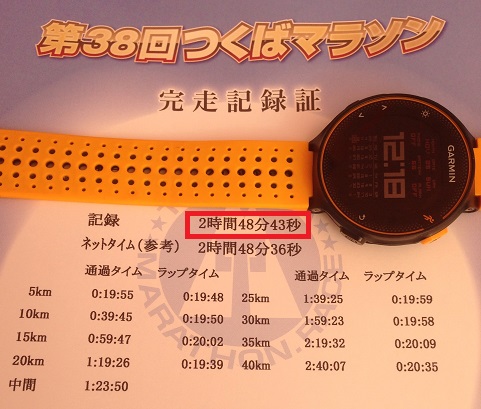 第38回つくばマラソン
完走記録証
GARMIN
12:18
記録 2時間48分43秒
ネットタイム(参考) 2時間48分36秒
通過タイム ラップタイム 通過タイム ラップタイム
5km 0:19:55 0:19:48 25km 1:39:25 0:19:59
10km 0:39:45 0:19:50 30km 1:59:23 0:19:58
15km 0:59:47 0:20:02 35km 2:19:32 0:20:09
20km 1:19:26 0:19:39 40km 2:40:07 0:20:35
中間 1:23:50
MARATHON